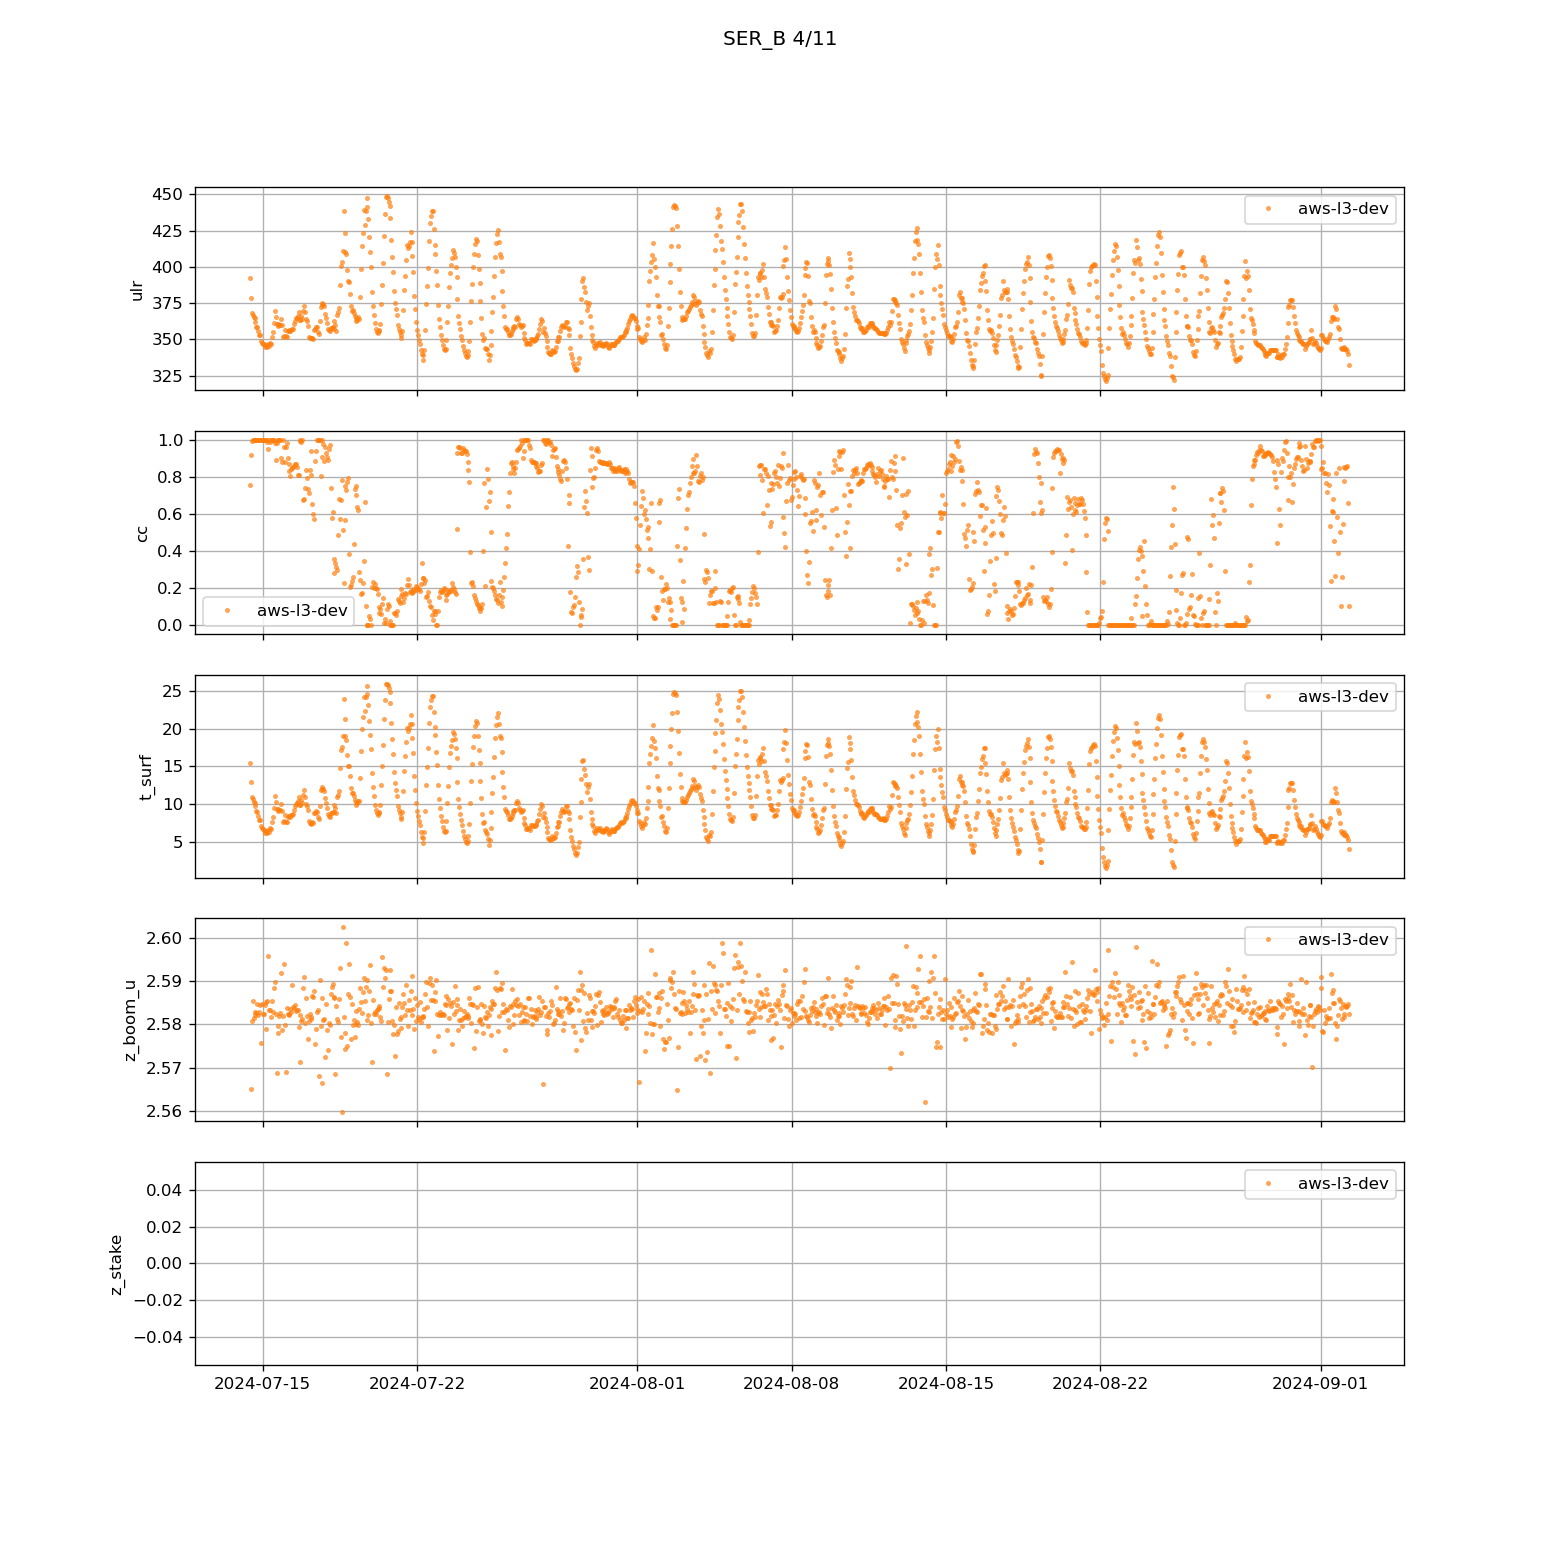 SER_B 4/11
450
425
400
375
350
325
ulr
aws-l3-dev
1.0
0.8
0.6
0.4
0.2
0.0
cc
aws-l3-dev
25
20
15
10
5
t_surf
aws-l3-dev
2.60
2.59
2.58
2.57
2.56
z_boom_u
aws-l3-dev
0.04
0.02
0.00
−0.02
−0.04
z_stake
aws-l3-dev
2024-07-15 2024-07-22 2024-08-01 2024-08-08 2024-08-15 2024-08-22 2024-09-01